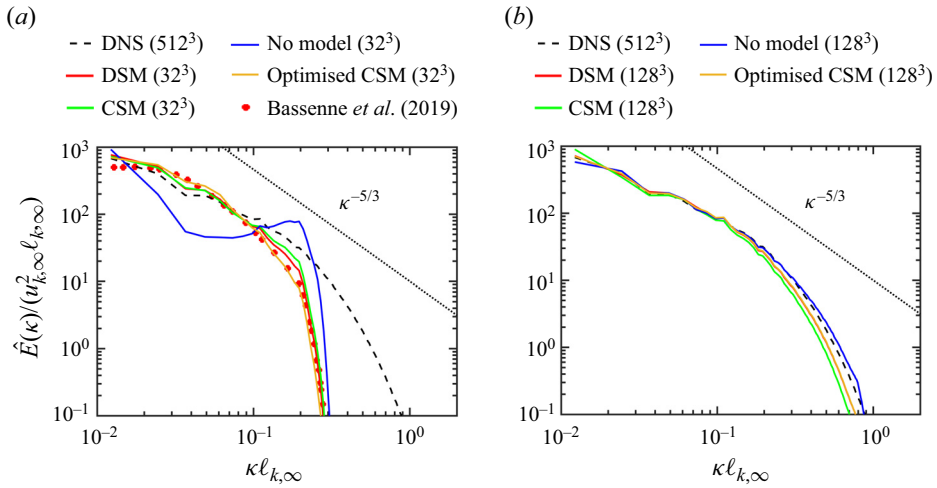 (a)
DNS (512³)
No model (32³)
DSM (32³)
Optimised CSM (32³)
CSM (32³)
Bassenne et al. (2019)
10³
10²
10¹
10⁰
10⁻¹
Ê(κ)/(u²ₖ,∞ ℓₖ,∞)
κ⁻⁵/³
10⁻² 10⁻¹ 10⁰
κℓₖ,∞
(b)
DNS (512³)
No model (128³)
DSM (128³)
Optimised CSM (128³)
CSM (128³)
10³
10²
10¹
10⁰
10⁻¹
κ⁻⁵/³
10⁻² 10⁻¹ 10⁰
κℓₖ,∞